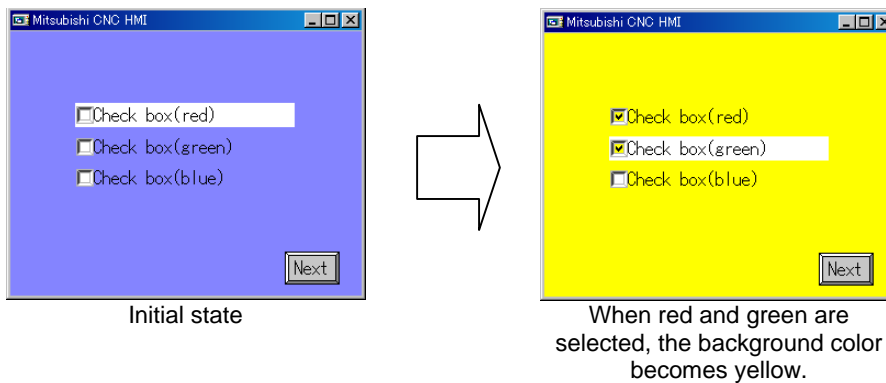 Mitsubishi CNC HMI
Check box(red)
Check box(green)
Check box(blue)
Next
Initial state
Mitsubishi CNC HMI
Check box(red)
Check box(green)
Check box(blue)
Next
When red and green are
selected, the background color
becomes yellow.